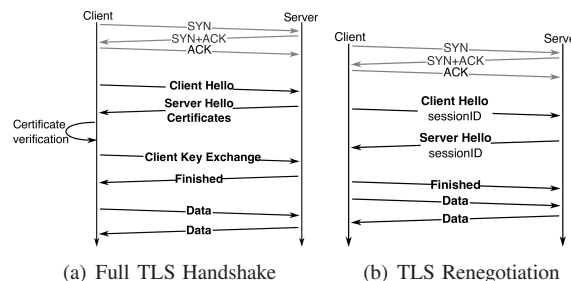 Client
Server
SYN
SYN+ACK
ACK
Client Hello
Server Hello
Certificates
Certificate
verification
Client Key Exchange
Finished
Data
Data
(a) Full TLS Handshake
Client
Serve
SYN
SYN+ACK
ACK
Client Hello
sessionID
Server Hello
sessionID
Finished
Data
Data
(b) TLS Renegotiation